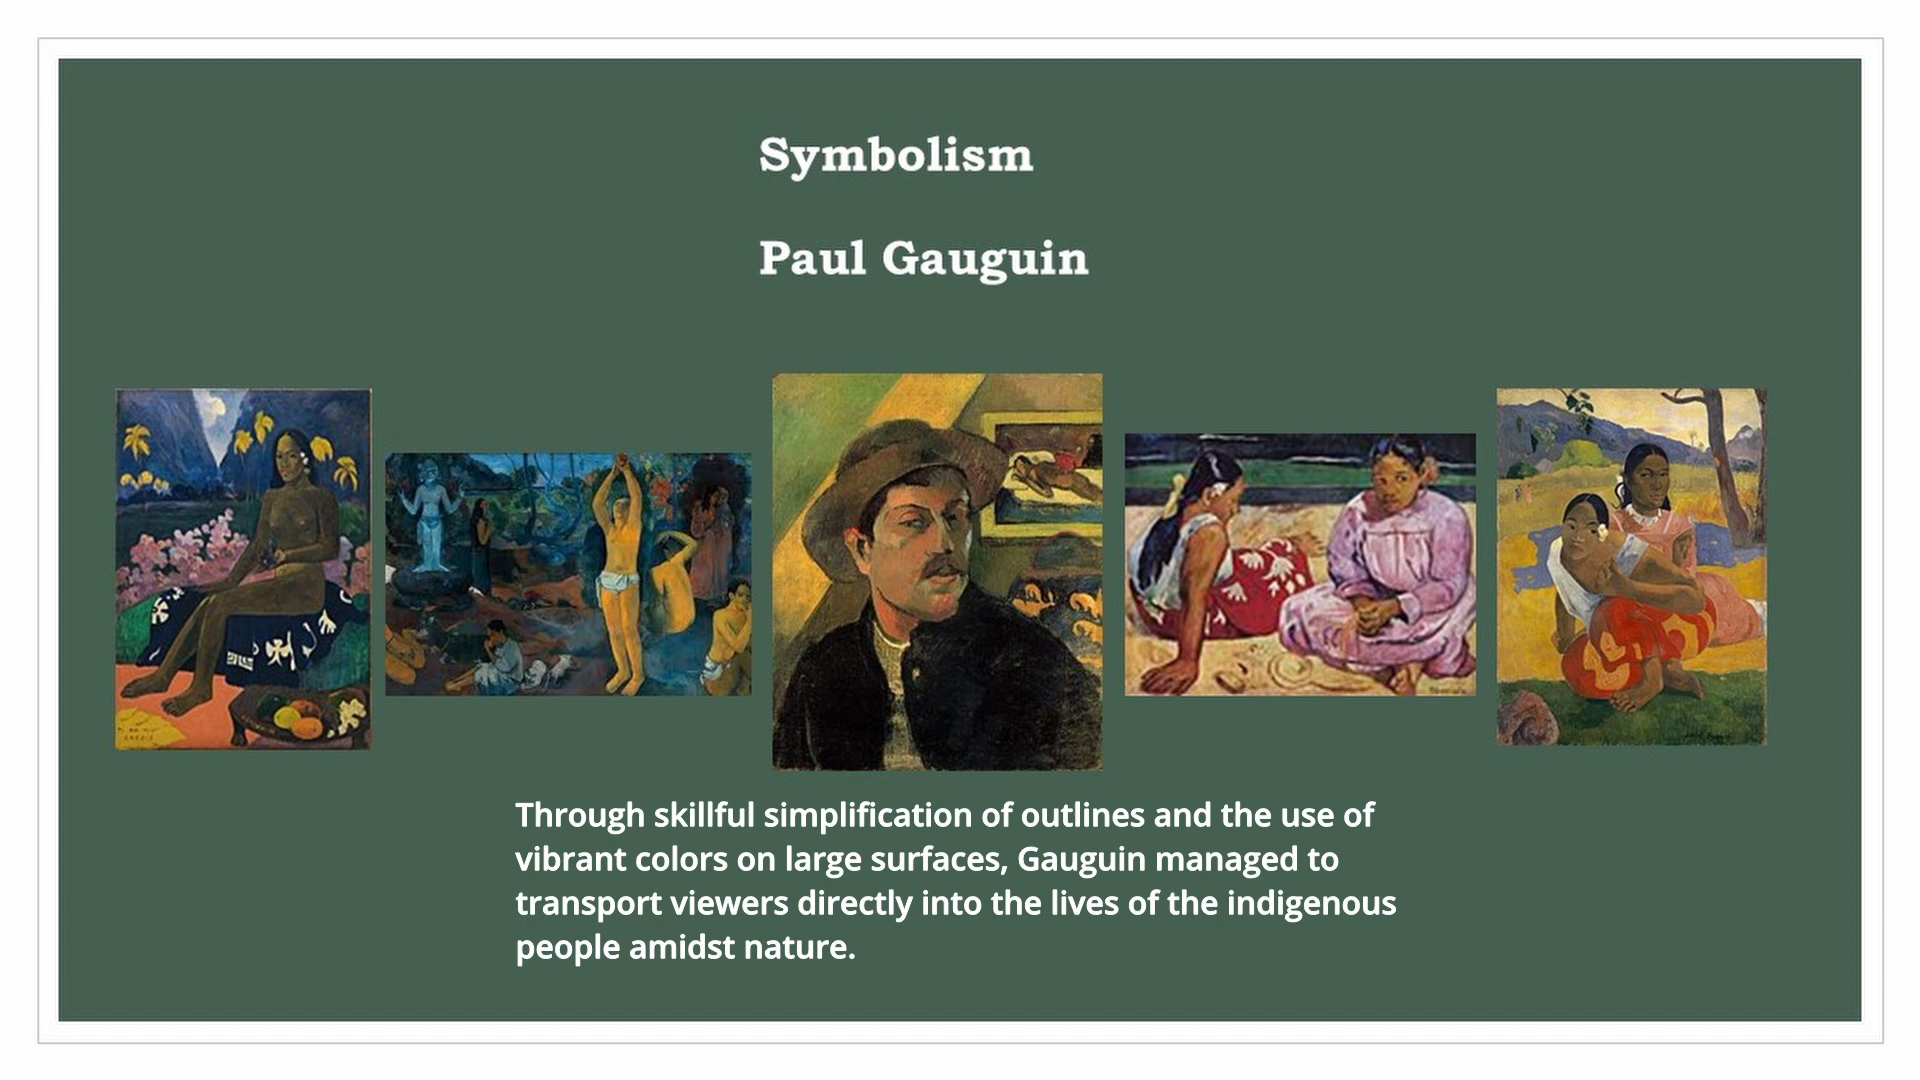 Symbolism
Paul Gauguin
Through skillful simplification of outlines and the use of
vibrant colors on large surfaces, Gauguin managed to
transport viewers directly into the lives of the indigenous
people amidst nature.